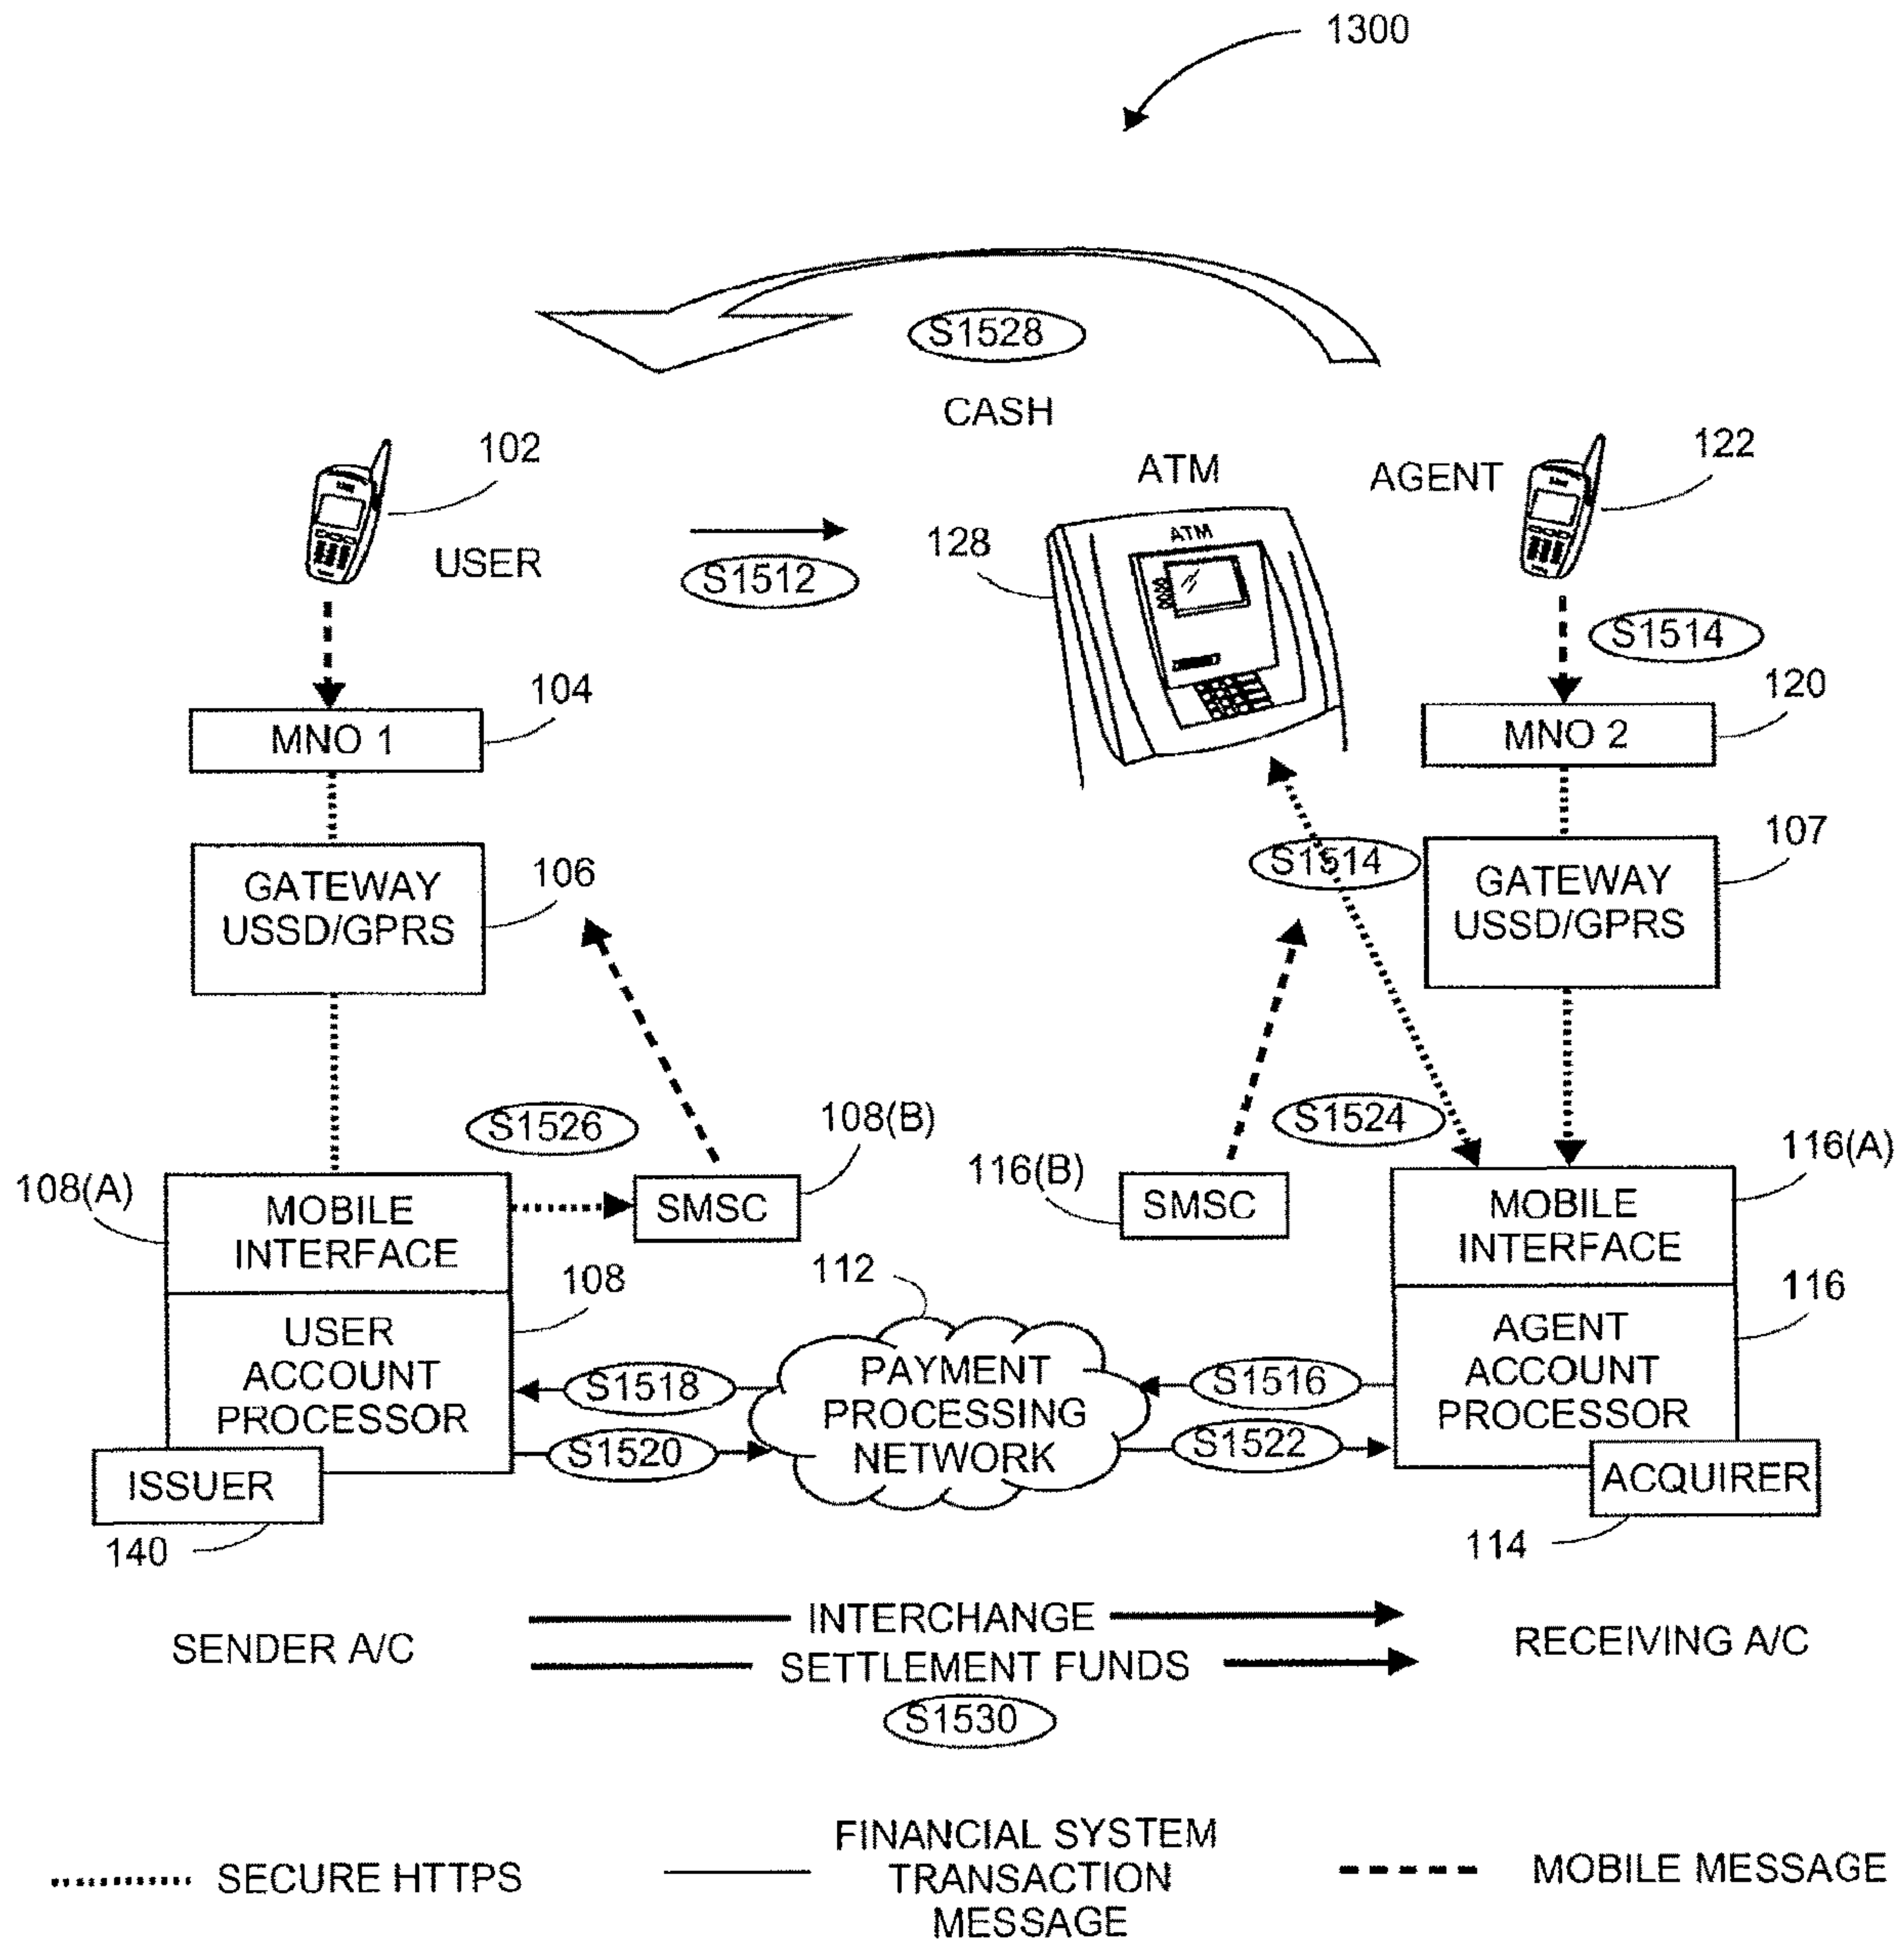 1300
S1528
CASH
102
USER
S1512
ATM
128
ATM
AGENT
122
S1514
104
MNO 1
120
MNO 2
106
GATEWAY
USSD/GPRS
S1514
107
GATEWAY
USSD/GPRS
S1526
108(B)
S1524
116(A)
108(A)
MOBILE
INTERFACE
SMSC
116(B)
SMSC
MOBILE
INTERFACE
112
108
USER
ACCOUNT
PROCESSOR
116
AGENT
ACCOUNT
PROCESSOR
S1518
PAYMENT
PROCESSING
NETWORK
S1516
S1520
S1522
ISSUER
140
ACQUIRER
114
SENDER A/C
INTERCHANGE
SETTLEMENT FUNDS
RECEIVING A/C
S1530
SECURE HTTPS
FINANCIAL SYSTEM
TRANSACTION
MESSAGE
MOBILE MESSAGE